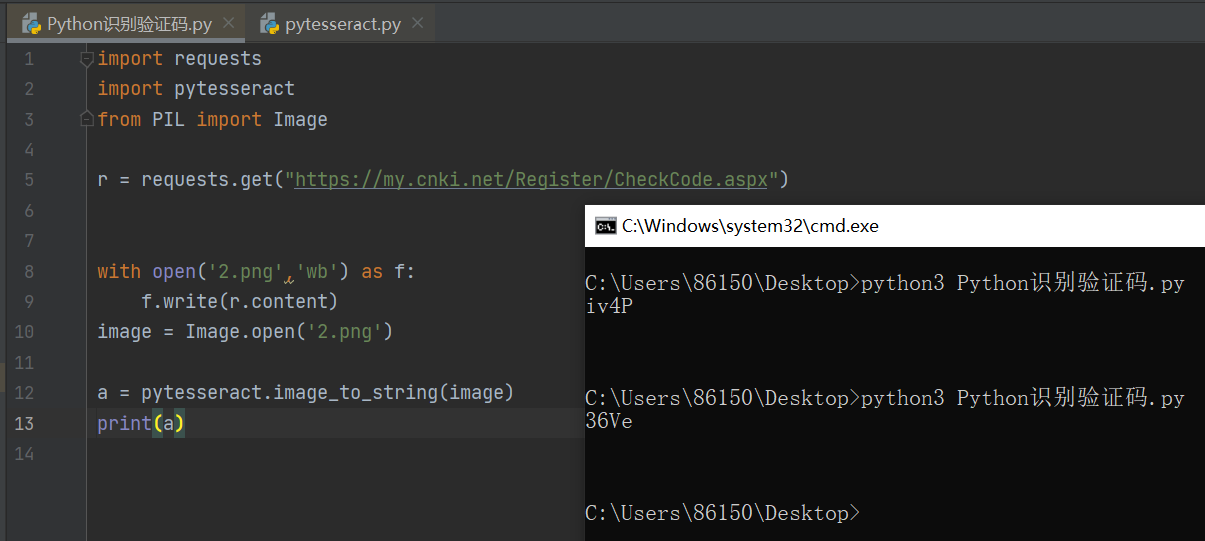 Python识别验证码.py × pytesseract.py ×
1 import requests
2 import pytesseract
3 from PIL import Image
4
5 r = requests.get("https://my.cnki.net/Register/CheckCode.aspx")
6
7
8 with open('2.png','wb') as f:
9 f.write(r.content)
10 image = Image.open('2.png')
11
12 a = pytesseract.image_to_string(image)
13 print(a)
14
C:\Windows\system32\cmd.exe
C:\Users\86150\Desktop>python3 Python识别验证码.py
iv4P
C:\Users\86150\Desktop>python3 Python识别验证码.py
36Ve
C:\Users\86150\Desktop>